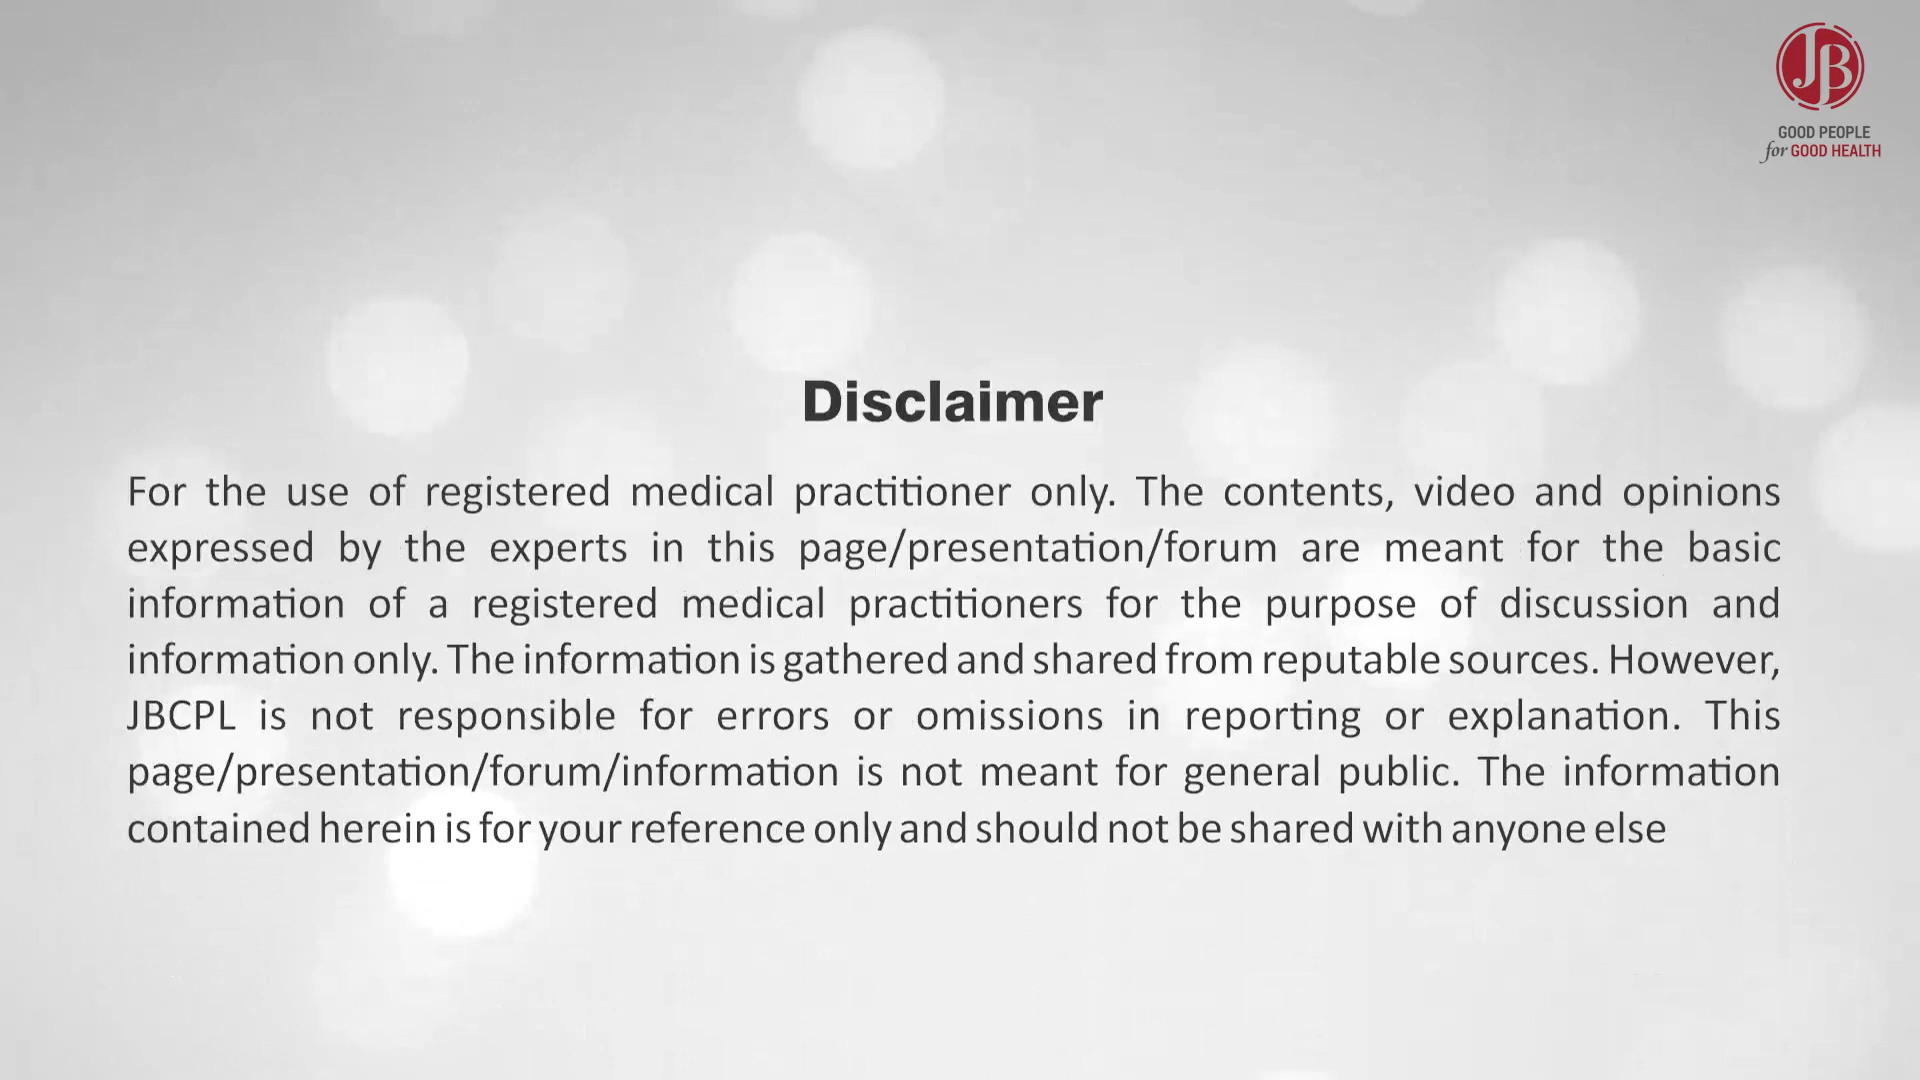 JB
GOOD PEOPLE
for GOOD HEALTH
Disclaimer
For the use of registered medical practitioner only. The contents, video and opinions
expressed by the experts in this page/presentation/forum are meant for the basic
information of a registered medical practitioners for the purpose of discussion and
information only. The information is gathered and shared from reputable sources. However,
JBCPL is not responsible for errors or omissions in reporting or explanation. This
page/presentation/forum/information is not meant for general public. The information
contained herein is for your reference only and should not be shared with anyone else